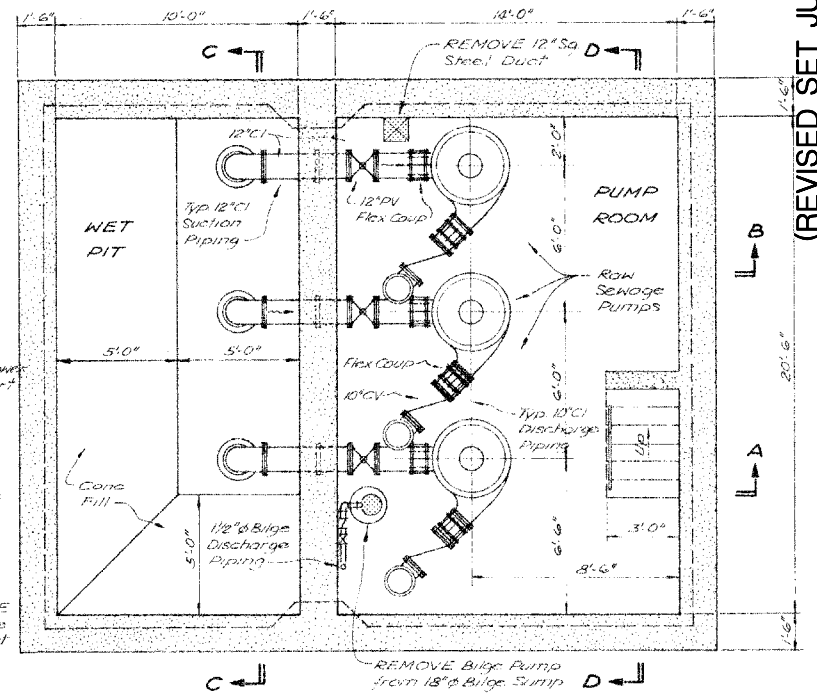 1'-6" 10'-0" 1'-6" 14'-0" 1'-6"
(REVISED SET JU
C D
REMOVE 12" Sq.
Steel Duct
1'-6"
12" CI
2'-0"
12" PV
Flex Coup
Typ. 12" CI
Suction
Piping
WET
PIT
PUMP
ROOM
6'-0"
B
Raw
Sewage
Pumps
5'-0" 5'-0"
20'-6"
Flex Coup
10" CV
6'-0"
Typ. 10" CI
Discharge
Piping
Up
A
Conc
Fill
1 1/2" φ Bilge
Discharge
Piping
5'-0"
6'-6"
3'-0"
8'-6"
1'-6"
REMOVE Bilge Pump
from 18" φ Bilge Sump
C D